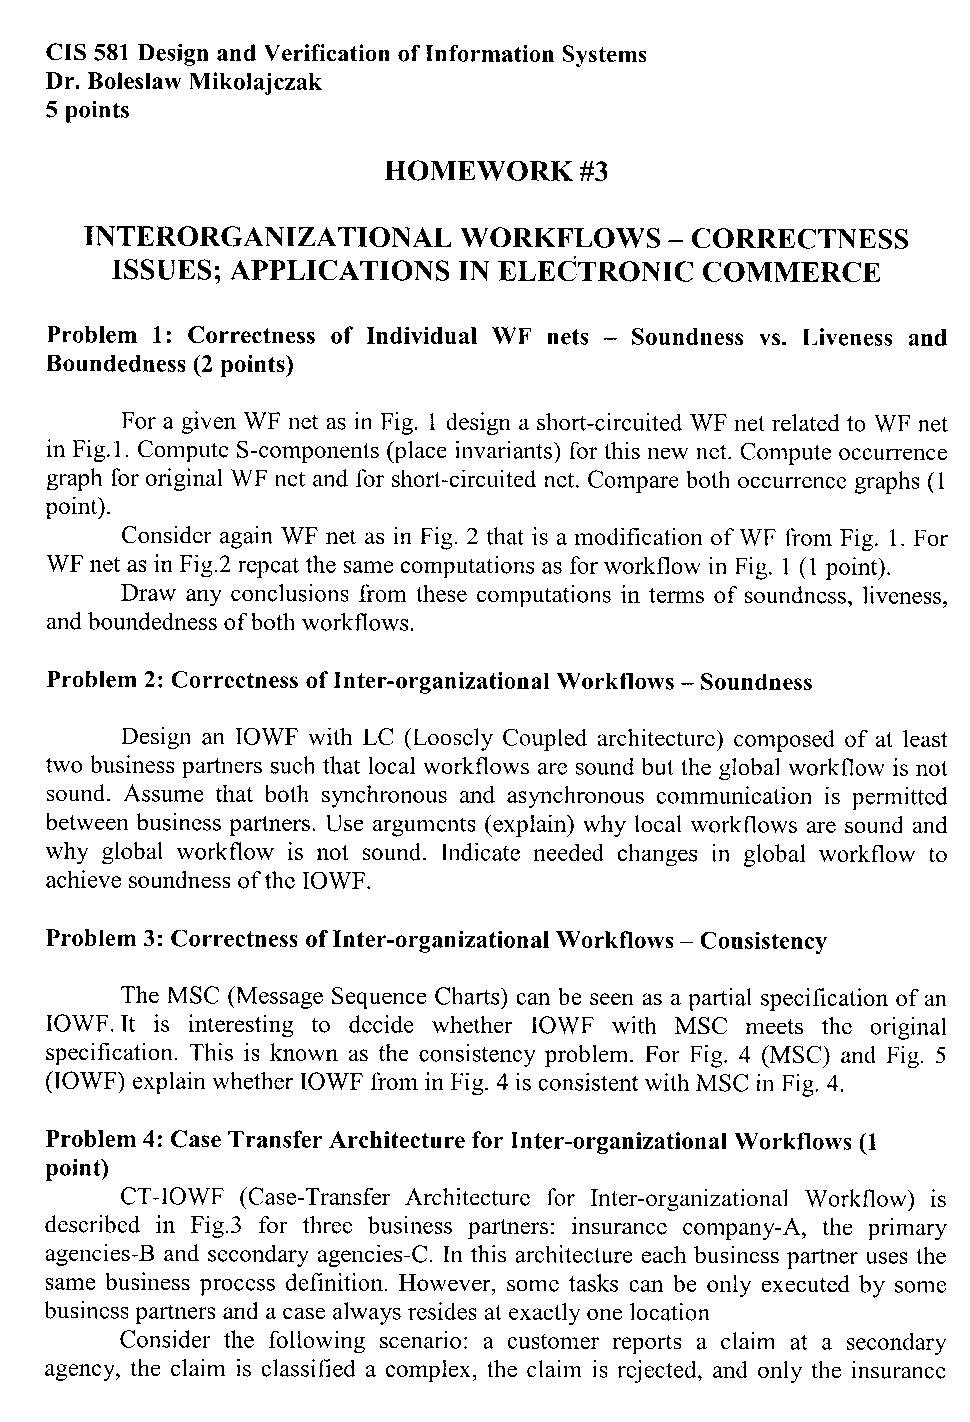 CIS 581 Design and Verification of Information Systems
Dr. Boleslaw Mikolajczak
5 points
HOMEWORK #3
INTERORGANIZATIONAL WORKFLOWS – CORRECTNESS
ISSUES; APPLICATIONS IN ELECTRONIC COMMERCE
Problem 1: Correctness of Individual WF nets – Soundness vs. Liveness and
Boundedness (2 points)
For a given WF net as in Fig. 1 design a short-circuited WF net related to WF net
in Fig.1. Compute S-components (place invariants) for this new net. Compute occurrence
graph for original WF net and for short-circuited net. Compare both occurrence graphs (1
point).
Consider again WF net as in Fig. 2 that is a modification of WF from Fig. 1. For
WF net as in Fig.2 repeat the same computations as for workflow in Fig. 1 (1 point).
Draw any conclusions from these computations in terms of soundness, liveness,
and boundedness of both workflows.
Problem 2: Correctness of Inter-organizational Workflows – Soundness
Design an IOWF with LC (Loosely Coupled architecture) composed of at least
two business partners such that local workflows are sound but the global workflow is not
sound. Assume that both synchronous and asynchronous communication is permitted
between business partners. Use arguments (explain) why local workflows are sound and
why global workflow is not sound. Indicate needed changes in global workflow to
achieve soundness of the IOWF.
Problem 3: Correctness of Inter-organizational Workflows – Consistency
The MSC (Message Sequence Charts) can be seen as a partial specification of an
IOWF. It is interesting to decide whether IOWF with MSC meets the original
specification. This is known as the consistency problem. For Fig. 4 (MSC) and Fig. 5
(IOWF) explain whether IOWF from in Fig. 4 is consistent with MSC in Fig. 4.
Problem 4: Case Transfer Architecture for Inter-organizational Workflows (1
point)
CT-IOWF (Case-Transfer Architecture for Inter-organizational Workflow) is
described in Fig.3 for three business partners: insurance company-A, the primary
agencies-B and secondary agencies-C. In this architecture each business partner uses the
same business process definition. However, some tasks can be only executed by some
business partners and a case always resides at exactly one location
Consider the following scenario: a customer reports a claim at a secondary
agency, the claim is classified a complex, the claim is rejected, and only the insurance